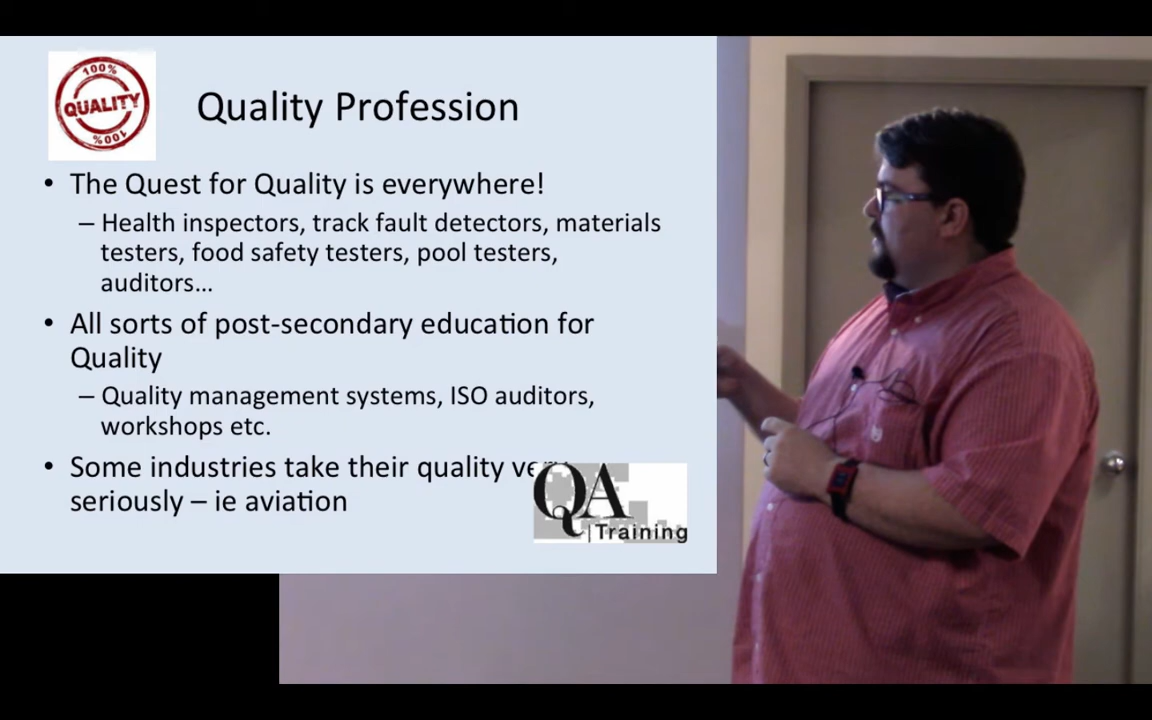 100%
QUALITY
100%
Quality Profession
• The Quest for Quality is everywhere!
– Health inspectors, track fault detectors, materials
testers, food safety testers, pool testers,
auditors...
• All sorts of post-secondary education for
Quality
– Quality management systems, ISO auditors,
workshops etc.
• Some industries take their quality very
seriously – ie aviation
QA
|Training